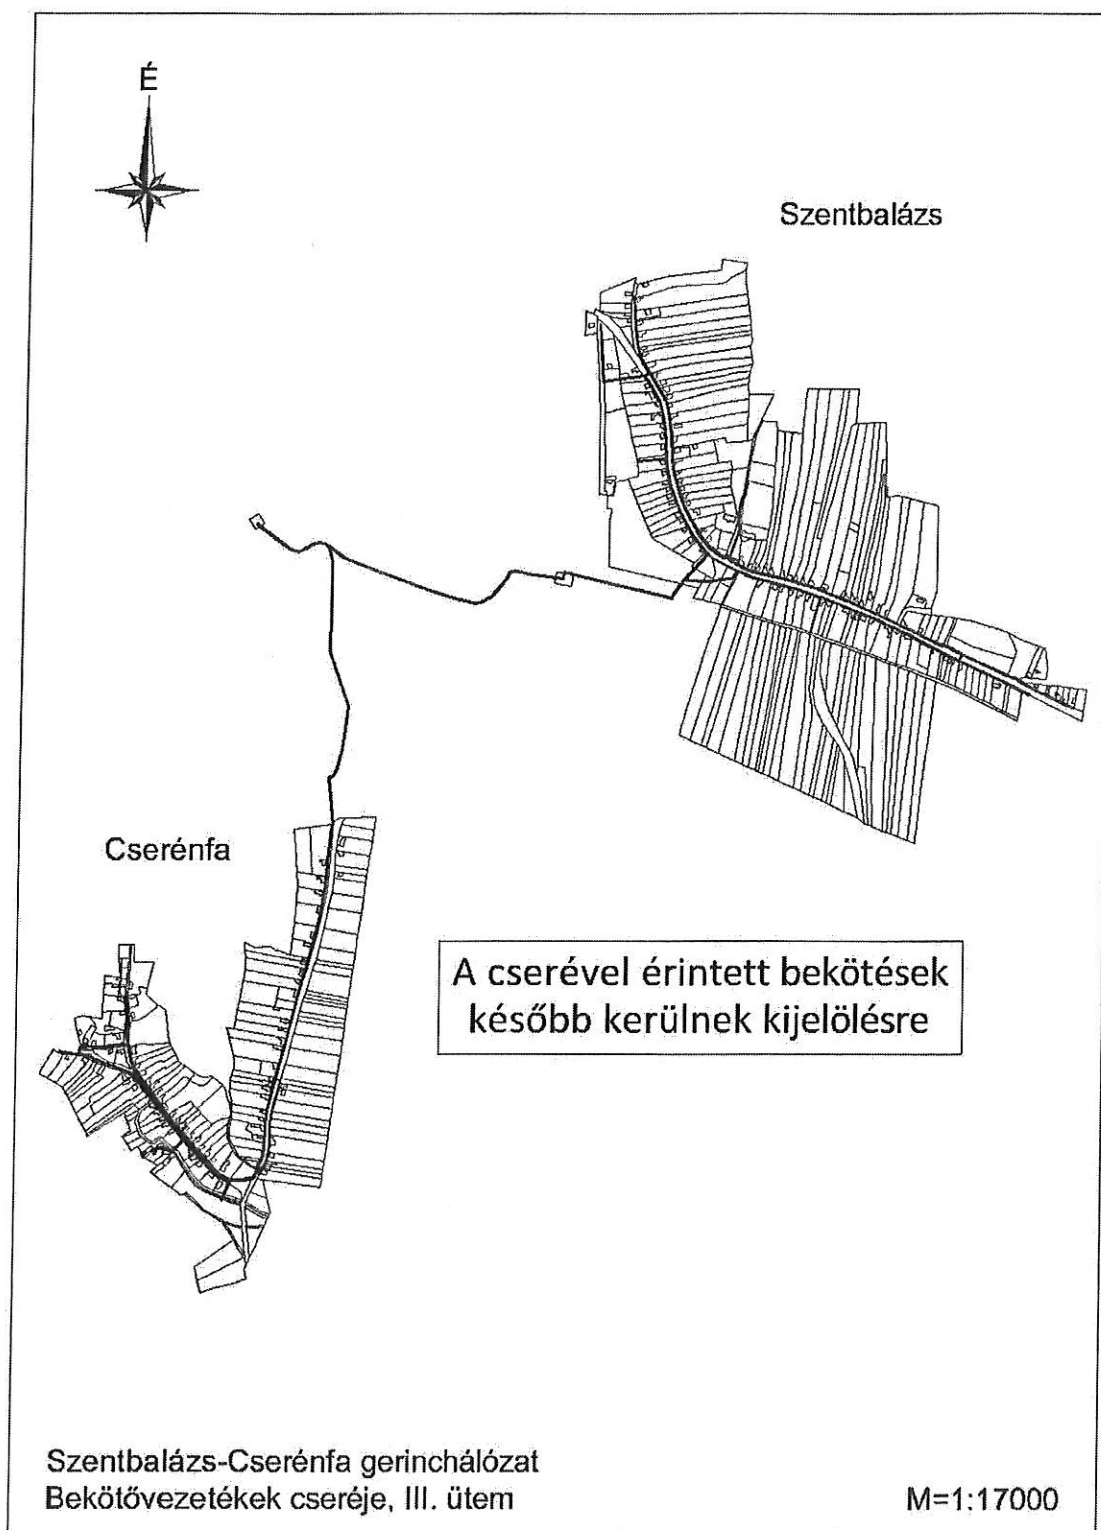 É
Szentbalázs
Cserénfa
A cserével érintett bekötések
később kerülnek kijelölésre
Szentbalázs-Cserénfa gerinchálózat
Bekötővezetékek cseréje, III. ütem
M=1:17000